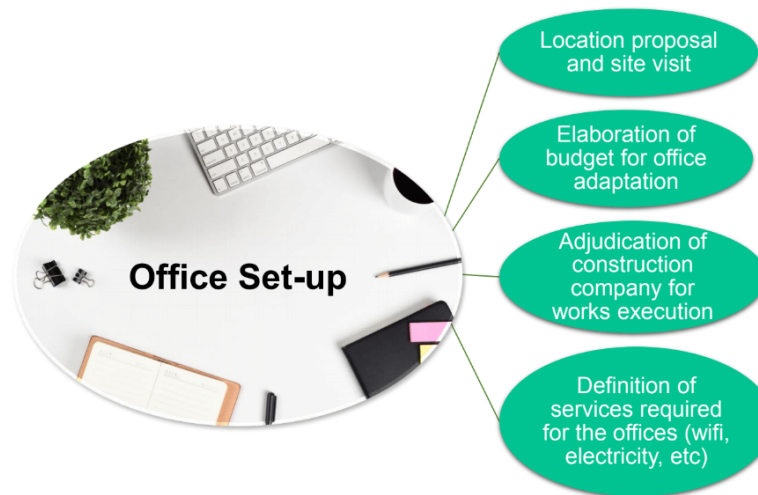 Office Set-up
Location proposal
and site visit
Elaboration of
budget for office
adaptation
Adjudication of
construction
company for
works execution
Definition of
services required
for the offices (wifi,
electricity, etc)